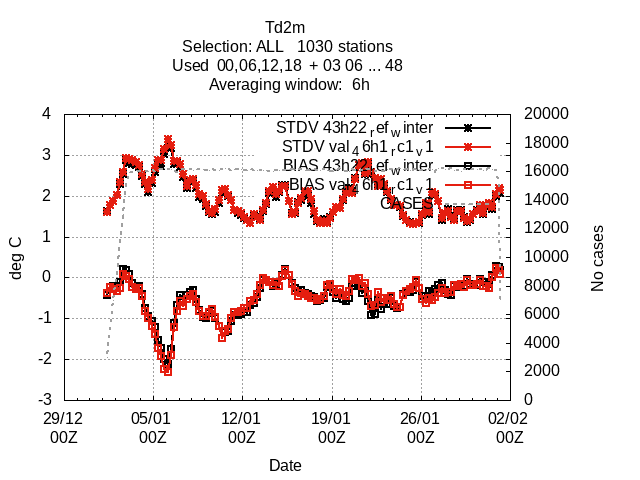 Td2m
Selection: ALL   1030 stations
Used  00,06,12,18  + 03 06 ... 48
Averaging window:  6h
STDV 43h22_ref_winter
STDV val_46h1_rc1_v1
BIAS 43h22_ref_winter
BIAS val_46h1_rc1_v1
CASES
4
3
2
1
0
-1
-2
-3
deg C
20000
18000
16000
14000
12000
10000
8000
6000
4000
2000
0
No cases
29/12 05/01 12/01 19/01 26/01 02/02
00Z 00Z 00Z 00Z 00Z 00Z
Date